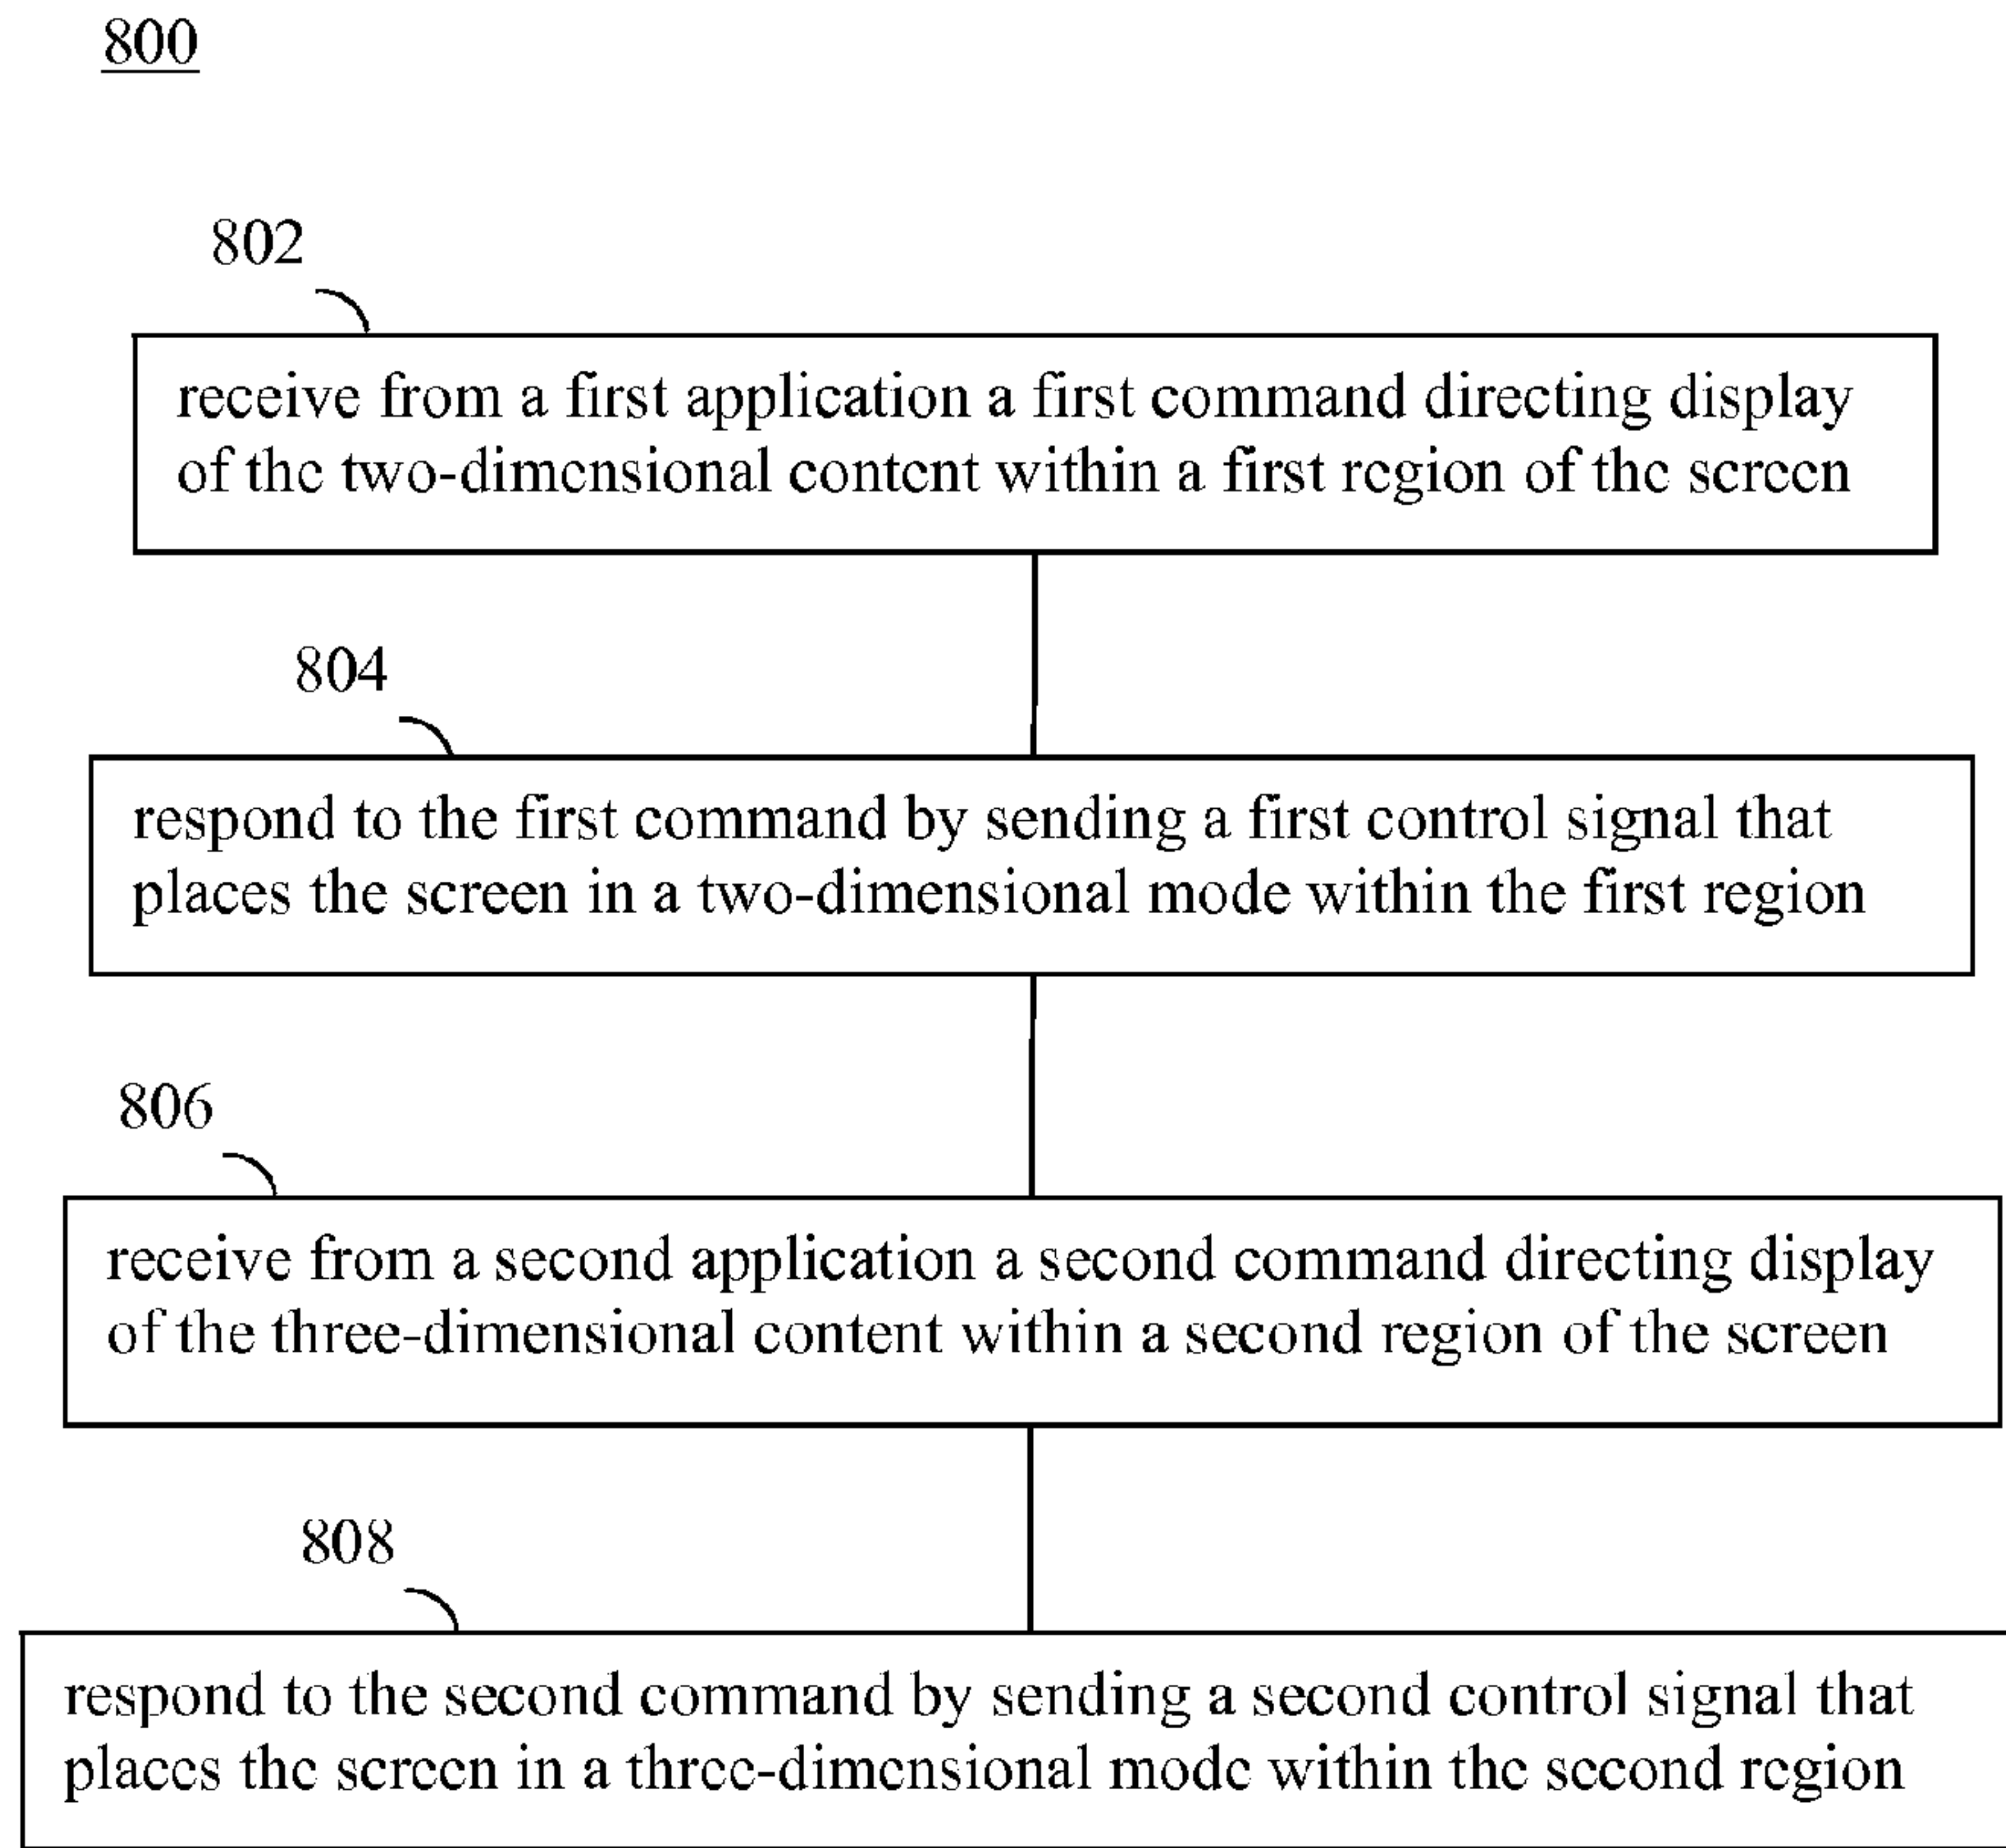 800
802
receive from a first application a first command directing display
of the two-dimensional content within a first region of the screen
804
respond to the first command by sending a first control signal that
places the screen in a two-dimensional mode within the first region
806
receive from a second application a second command directing display
of the three-dimensional content within a second region of the screen
808
respond to the second command by sending a second control signal that
places the screen in a three-dimensional mode within the second region